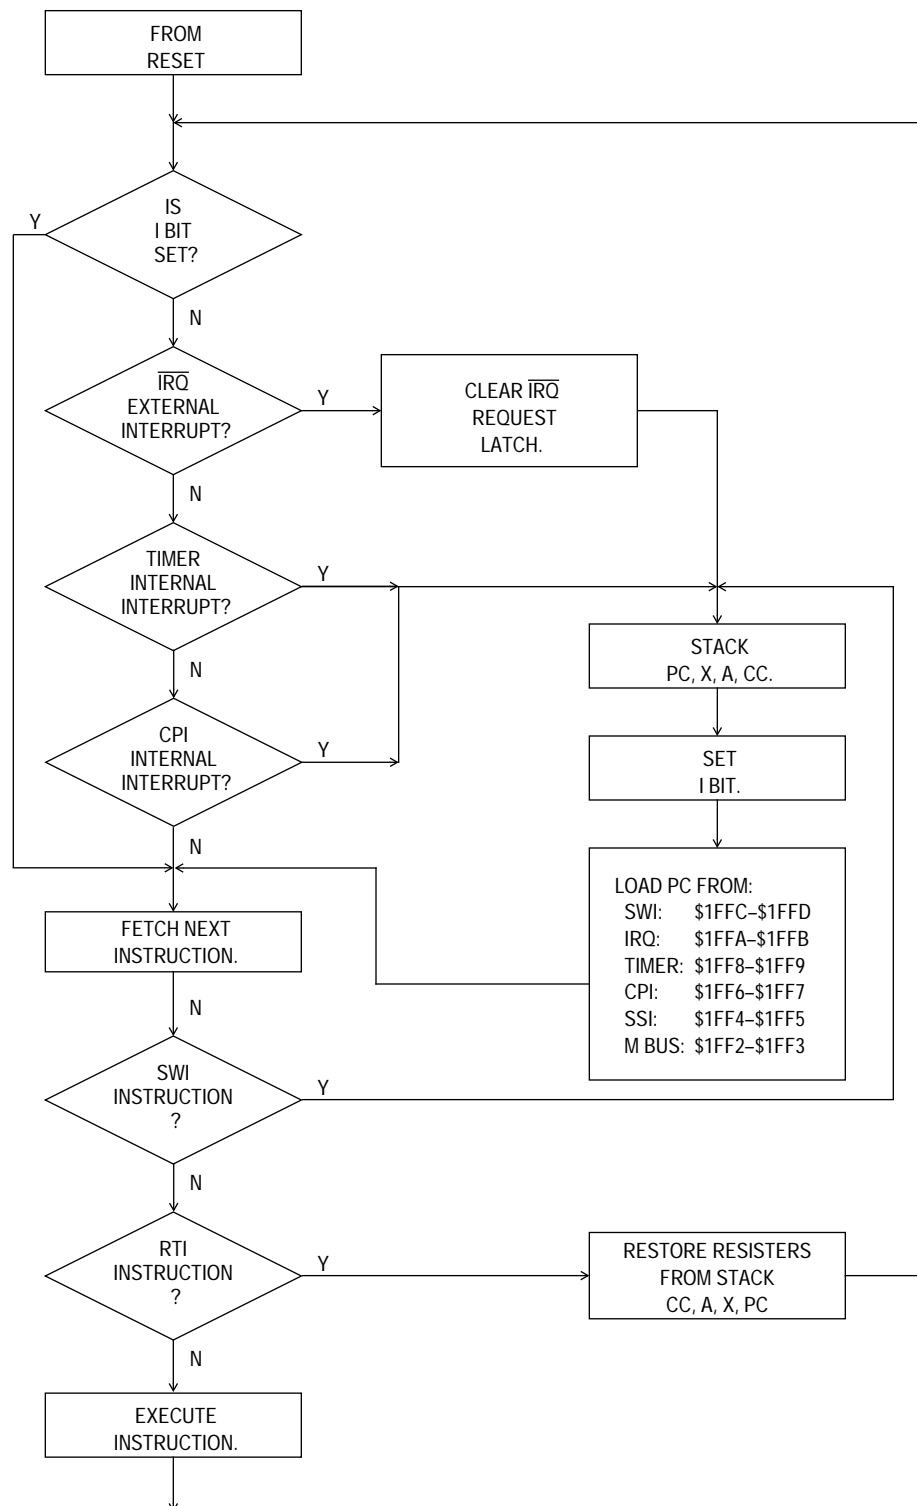 FROM
RESET
IS
I BIT
SET?
Y
N
IRQ
EXTERNAL
INTERRUPT?
Y
CLEAR IRQ
REQUEST
LATCH.
N
TIMER
INTERNAL
INTERRUPT?
Y
STACK
PC, X, A, CC.
N
CPI
INTERNAL
INTERRUPT?
Y
SET
I BIT.
N
LOAD PC FROM:
SWI: $1FFC–$1FFD
IRQ: $1FFA–$1FFB
TIMER: $1FF8–$1FF9
CPI: $1FF6–$1FF7
SSI: $1FF4–$1FF5
M BUS: $1FF2–$1FF3
FETCH NEXT
INSTRUCTION.
N
SWI
INSTRUCTION
?
Y
N
RTI
INSTRUCTION
?
Y
RESTORE RESISTERS
FROM STACK
CC, A, X, PC
N
EXECUTE
INSTRUCTION.